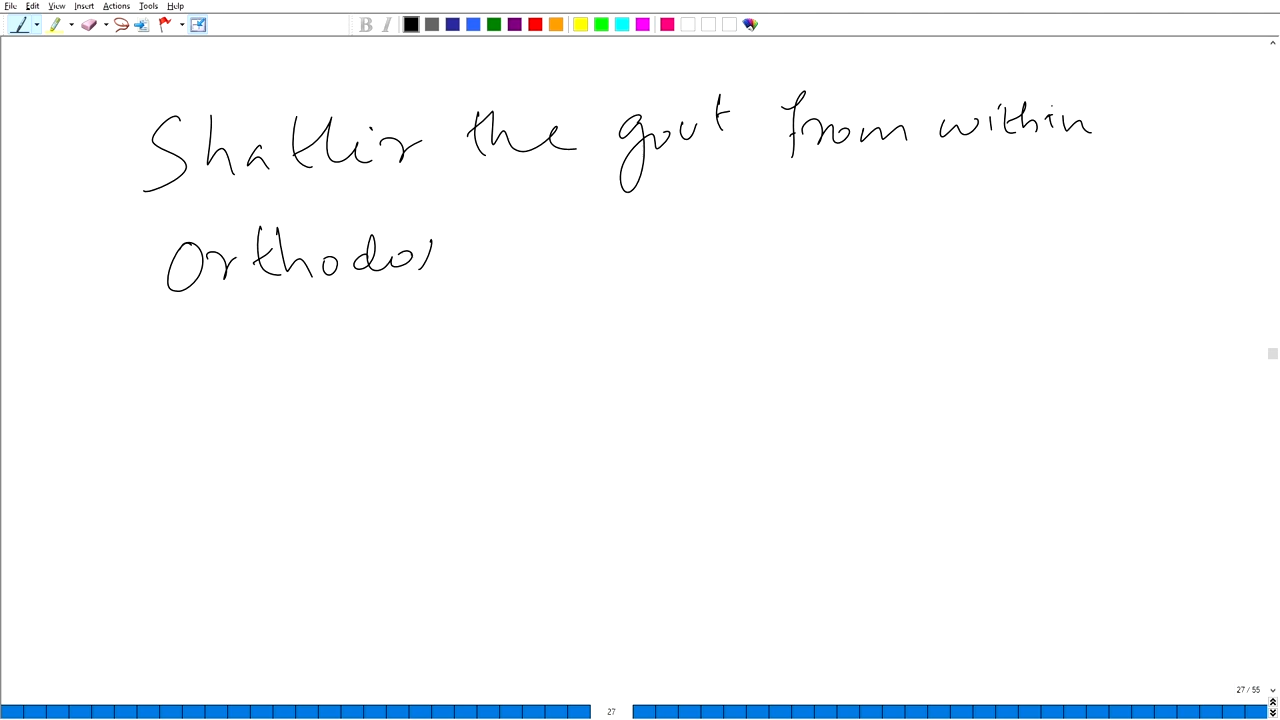 File Edit View Insert Actions Tools Help
B I
Shatter the govt from within
Orthodo
27 / 55
27